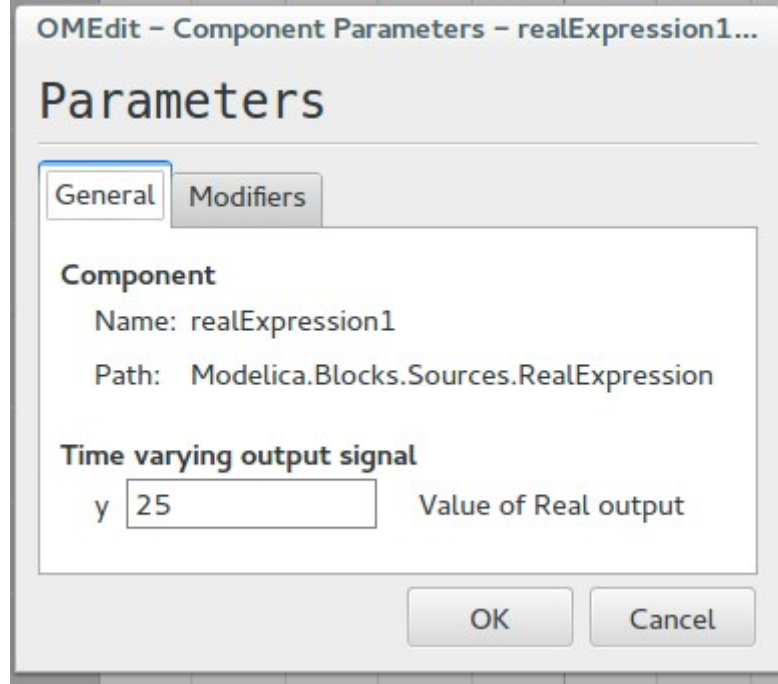 OMEdit – Component Parameters – realExpression1...
Parameters
General Modifiers
Component
Name: realExpression1
Path: Modelica.Blocks.Sources.RealExpression
Time varying output signal
y 25 Value of Real output
OK Cancel